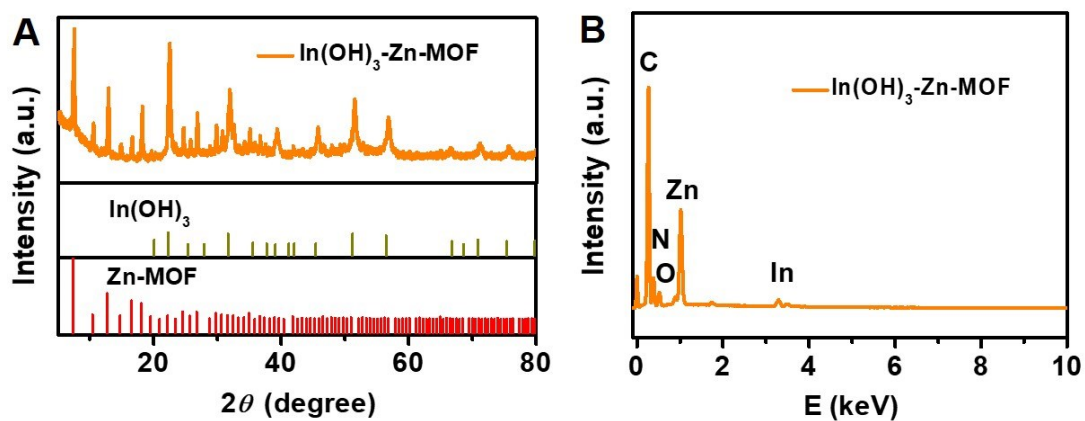 A
In(OH)₃-Zn-MOF
Intensity (a.u.)
In(OH)₃
Zn-MOF
20 40 60 80
2θ (degree)
B
In(OH)₃-Zn-MOF
C
Zn
N
O
In
Intensity (a.u.)
0 2 4 6 8 10
E (keV)